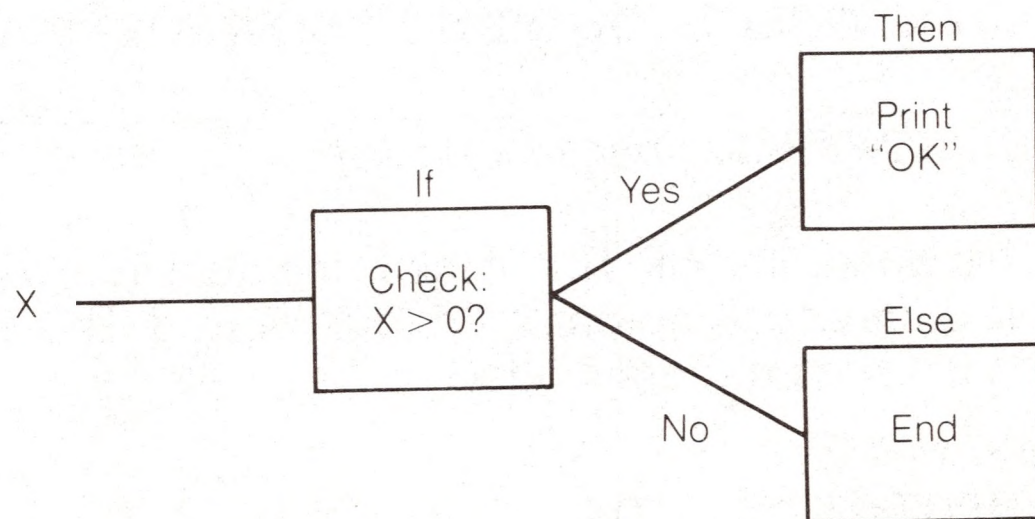 Then
Print
“OK”
If
Yes
Check:
X > 0?
X
Else
No
End